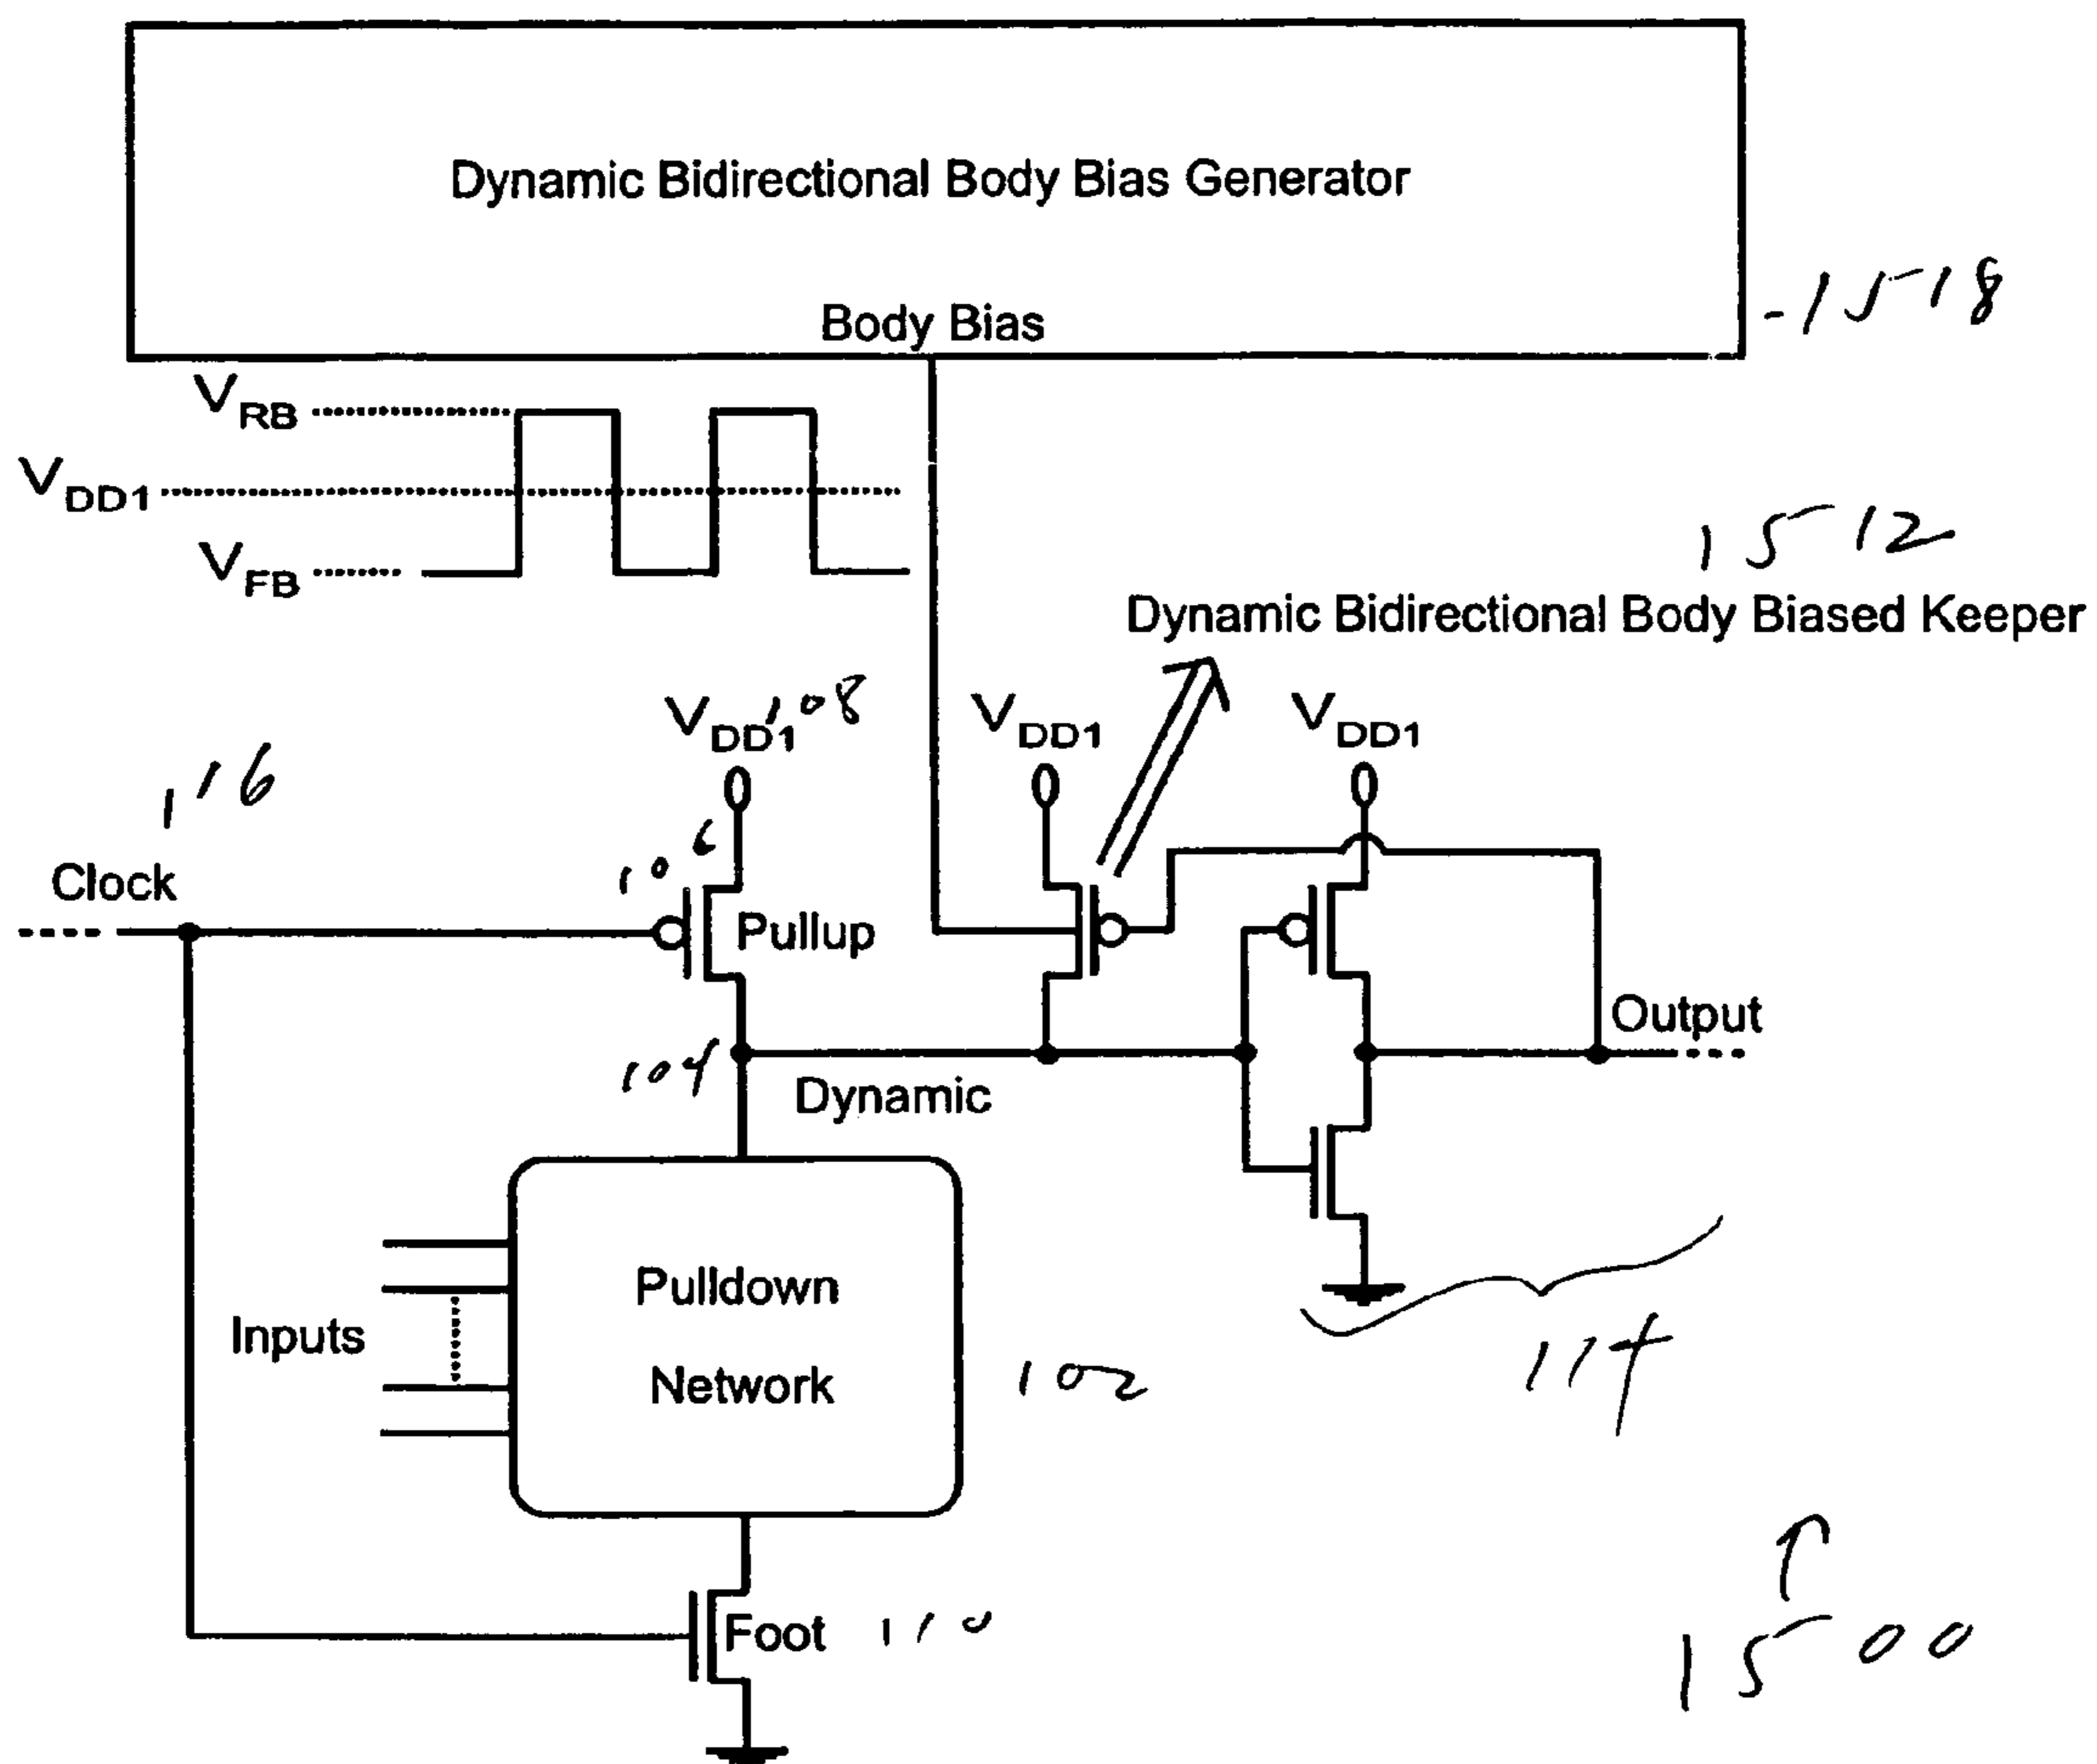 Dynamic Bidirectional Body Bias Generator
Body Bias
1518
VRB
VDD1
VFB
1512
Dynamic Bidirectional Body Biased Keeper
VDD1
108
VDD1
VDD1
116
Clock
106
Pullup
Output
104
Dynamic
Pulldown
Network
Inputs
102
114
Foot
110
1500